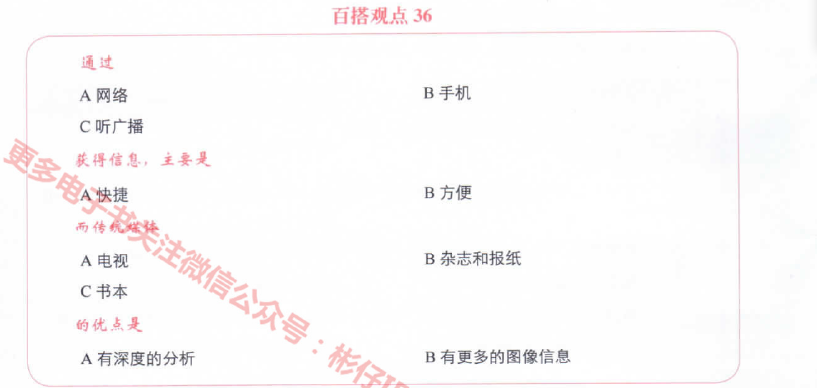 百搭观点 36
通过
A 网络 B 手机
C 听广播
获得信息，主要是
A 快捷 B 方便
而传统媒体
A 电视 B 杂志和报纸
C 书本
的优点是
A 有深度的分析 B 有更多的图像信息
更多电子书关注微信公众号：彬仔